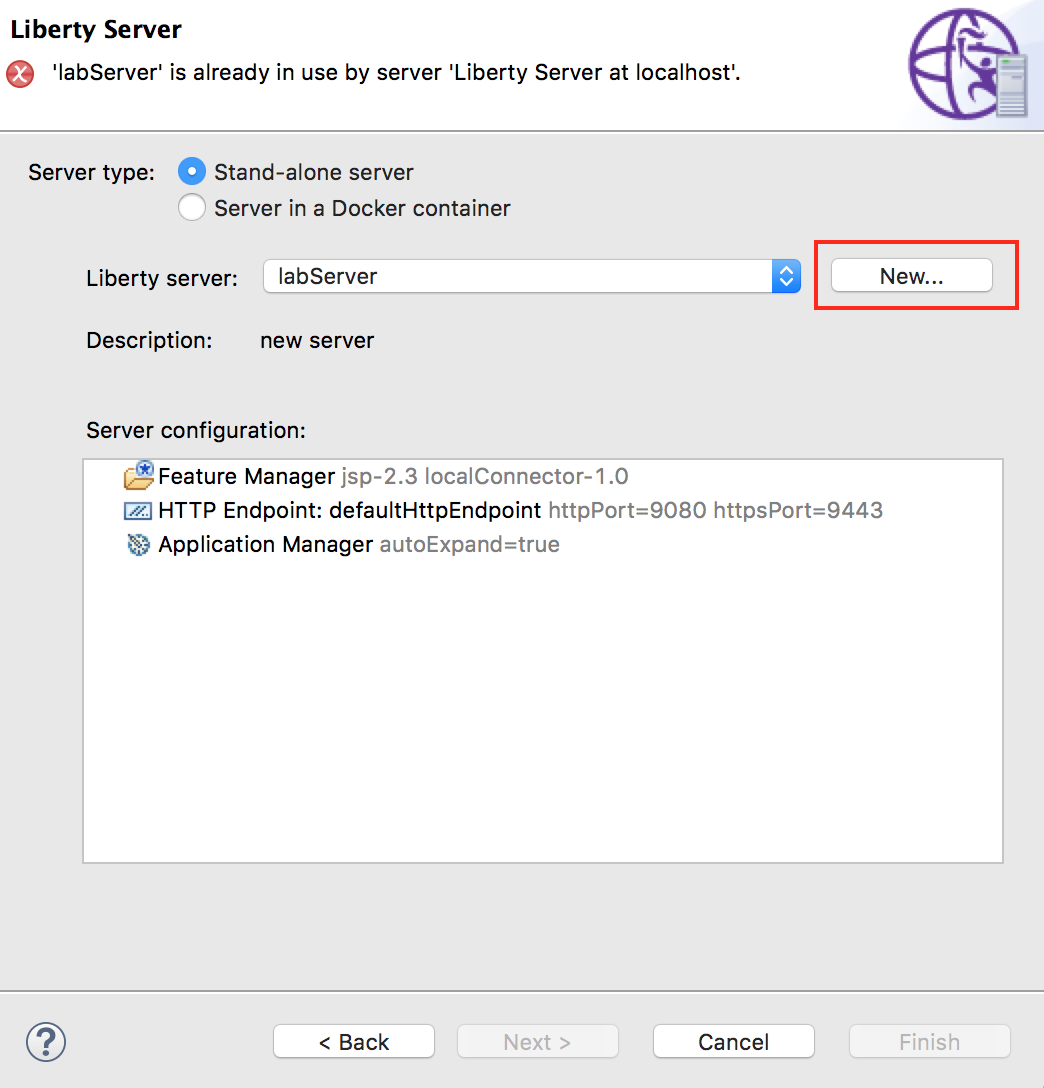 Liberty Server
'labServer' is already in use by server 'Liberty Server at localhost'.
Server type:
Stand-alone server
Server in a Docker container
Liberty server:
labServer
New...
Description:
new server
Server configuration:
Feature Manager jsp-2.3 localConnector-1.0
HTTP Endpoint: defaultHttpEndpoint httpPort=9080 httpsPort=9443
Application Manager autoExpand=true
?
< Back
Next >
Cancel
Finish